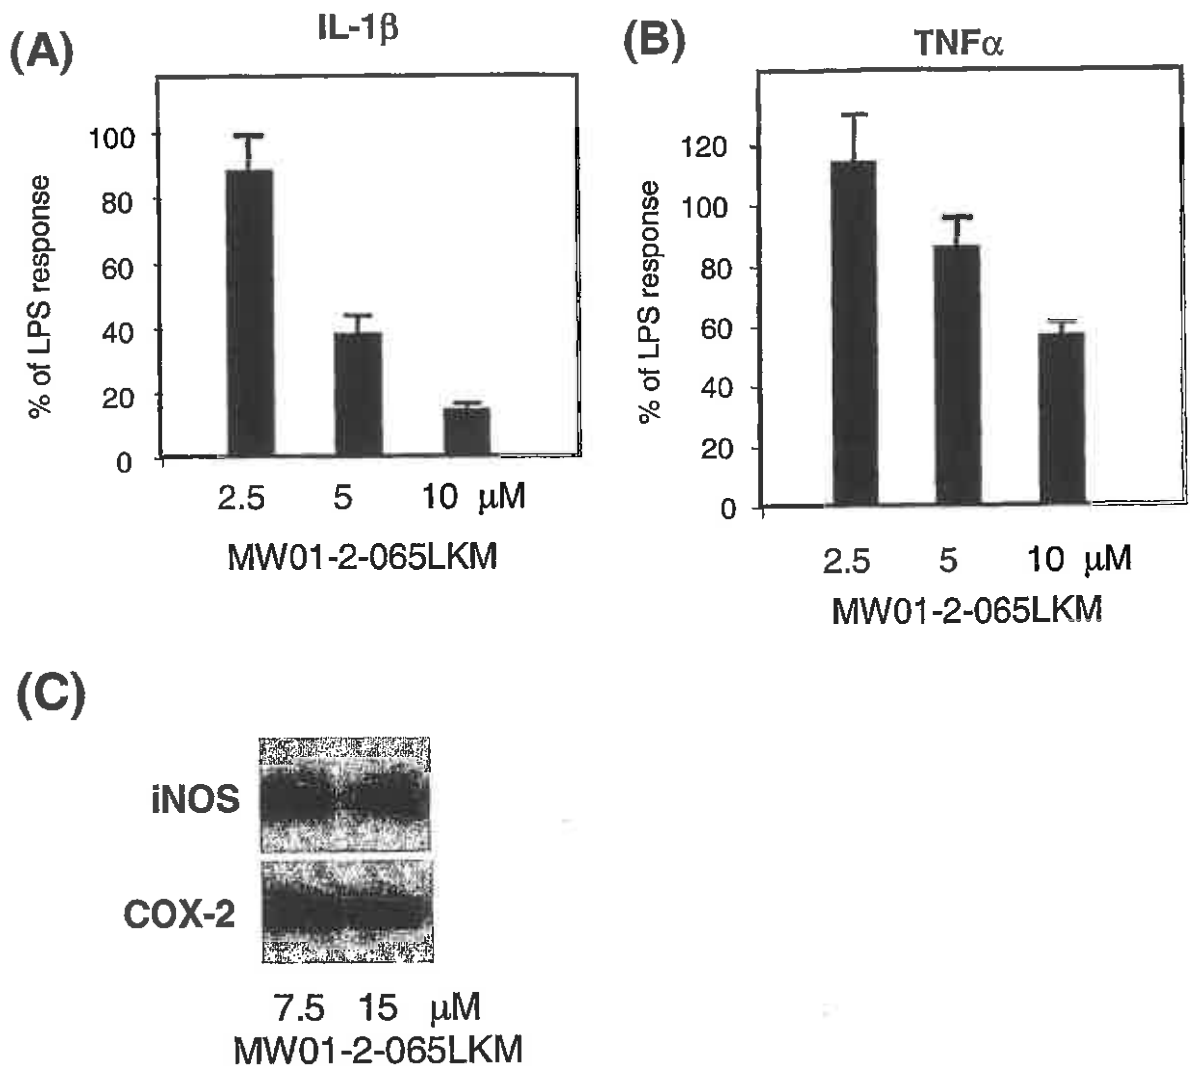 (A)
IL-1β
% of LPS response
100
80
60
40
20
0
2.5 5 10 μM
MW01-2-065LKM
(B)
TNFα
% of LPS response
120
100
80
60
40
20
0
2.5 5 10 μM
MW01-2-065LKM
(C)
iNOS
COX-2
7.5 15 μM
MW01-2-065LKM